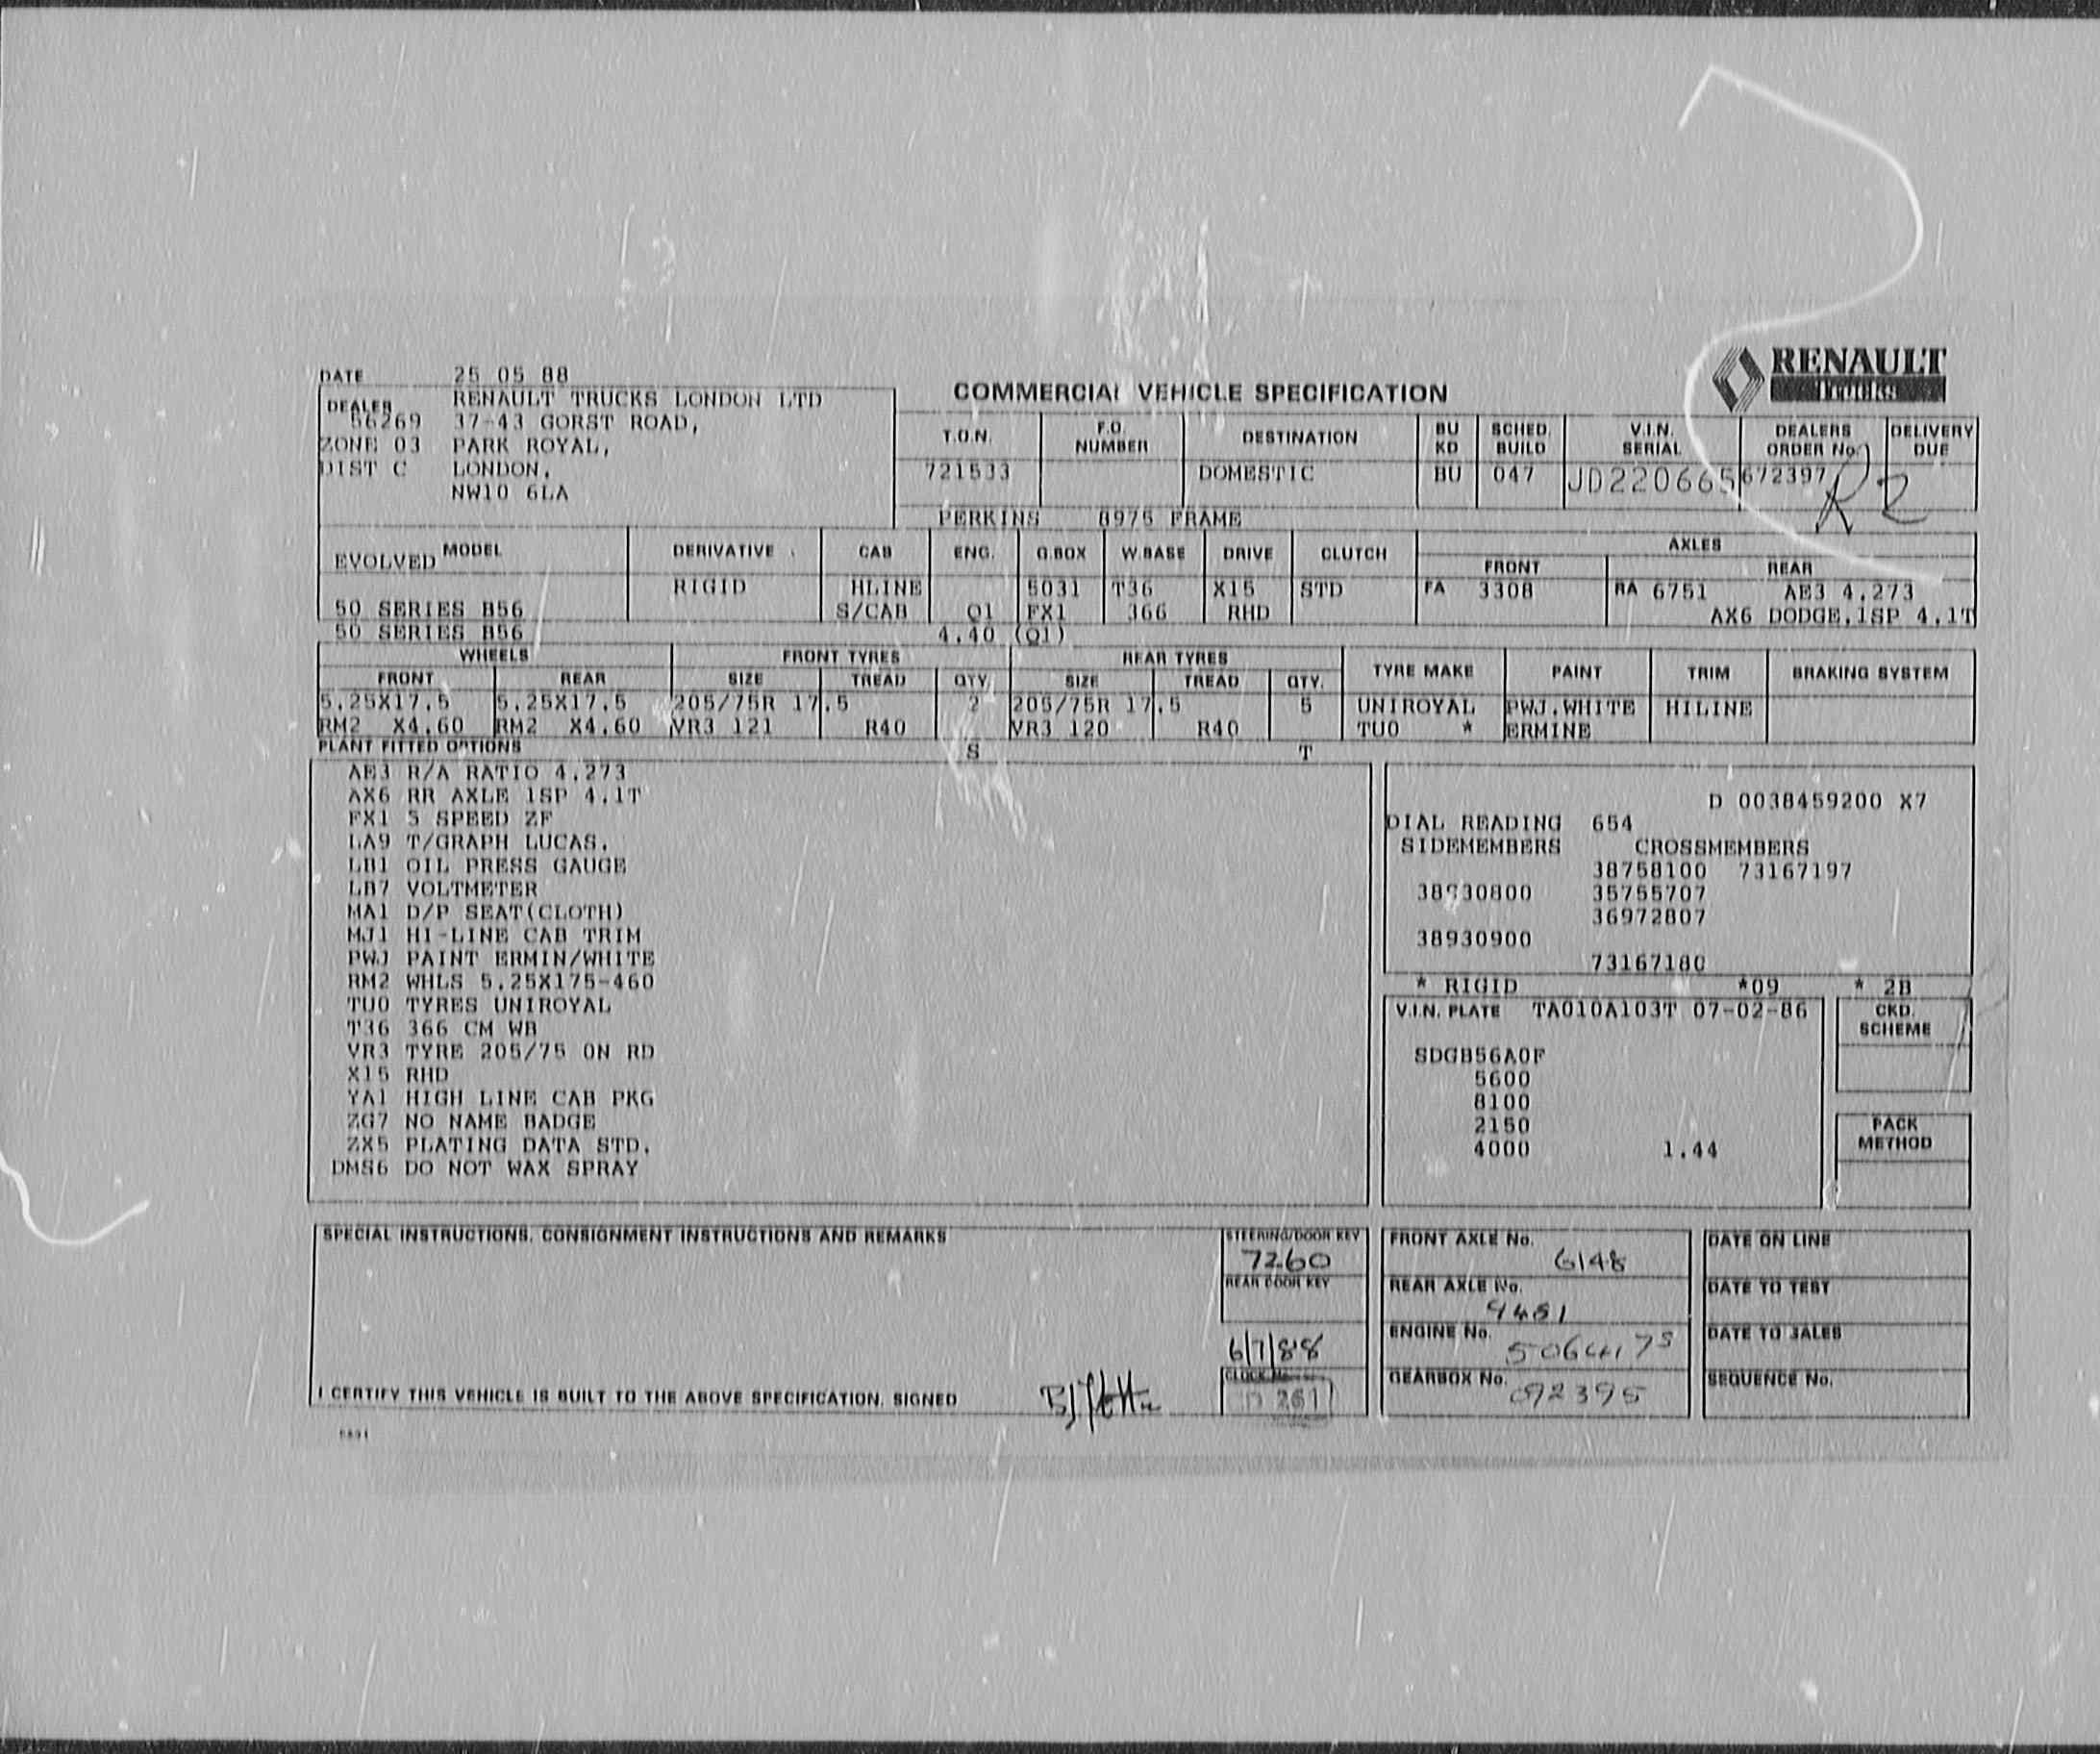 RENAULT
Trucks
DATE 25 05 88
DEALER RENAULT TRUCKS LONDON LTD
56269 37-43 GORST ROAD,
ZONE 03 PARK ROYAL,
DIST C LONDON,
NW10 6LA
COMMERCIAL VEHICLE SPECIFICATION
T.O.N. F.O. NUMBER DESTINATION BU KD SCHED. BUILD V.I.N. SERIAL DEALERS ORDER No. DELIVERY DUE
721533 DOMESTIC BU 047 JD220665 672397 R2
PERKINS 8975 FRAME
EVOLVED MODEL DERIVATIVE CAB ENG. G.BOX W.BASE DRIVE CLUTCH AXLES
FRONT REAR
RIGID HLINE 5031 T36 X15 STD FA 3308 RA 6751 AE3 4.273
50 SERIES B56 S/CAB Q1 FX1 366 RHD AX6 DODGE.1SP 4.1T
50 SERIES B56 4.40 (Q1)
WHEELS FRONT TYRES REAR TYRES TYRE MAKE PAINT TRIM BRAKING SYSTEM
FRONT REAR SIZE TREAD QTY. SIZE TREAD QTY.
5.25X17.5 5.25X17.5 205/75R 17.5 2 205/75R 17.5 5 UNIROYAL PWJ.WHITE HILINE
RM2 X4.60 RM2 X4.60 VR3 121 R40 VR3 120 R40 TU0 * ERMINE
PLANT FITTED OPTIONS S T
AE3 R/A RATIO 4.273
AX6 RR AXLE 1SP 4.1T
FX1 5 SPEED ZF
LA9 T/GRAPH LUCAS.
LB1 OIL PRESS GAUGE
LB7 VOLTMETER
MA1 D/P SEAT(CLOTH)
MJ1 HI-LINE CAB TRIM
PWJ PAINT ERMIN/WHITE
RM2 WHLS 5.25X175-460
TU0 TYRES UNIROYAL
T36 366 CM WB
VR3 TYRE 205/75 ON RD
X15 RHD
YA1 HIGH LINE CAB PKG
ZG7 NO NAME BADGE
ZX5 PLATING DATA STD.
DMS6 DO NOT WAX SPRAY
D 0038459200 X7
DIAL READING 654
SIDEMEMBERS CROSSMEMBERS
38758100 73167197
38930800 35755707
36972807
38930900
73167180
* RIGID *09 * 2B
V.I.N. PLATE TA010A103T 07-02-86
SDGB56A0F
5600
8100
2150
4000 1.44
CKD. SCHEME
PACK METHOD
SPECIAL INSTRUCTIONS, CONSIGNMENT INSTRUCTIONS AND REMARKS
STEERING/DOOR KEY
7260
REAR DOOR KEY
6/7/88
CLOCK No.
D 261
I CERTIFY THIS VEHICLE IS BUILT TO THE ABOVE SPECIFICATION. SIGNED
FRONT AXLE No. 6148
REAR AXLE No.
ENGINE No.
GEARBOX No. 092395
DATE ON LINE
DATE TO TEST
DATE TO SALES
SEQUENCE No.